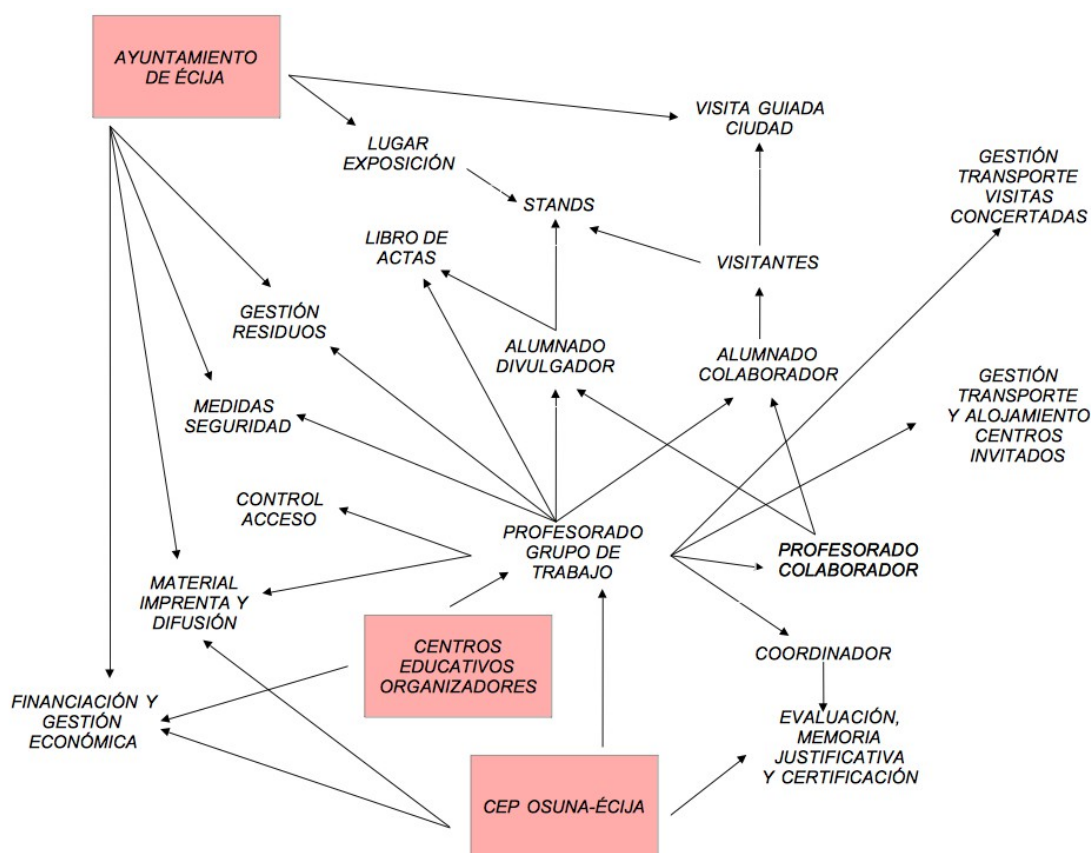 AYUNTAMIENTO
DE ÉCIJA
VISITA GUIADA
CIUDAD
LUGAR
EXPOSICIÓN
GESTIÓN
TRANSPORTE
VISITAS
CONCERTADAS
STANDS
LIBRO DE
ACTAS
VISITANTES
GESTIÓN
RESIDUOS
ALUMNADO
DIVULGADOR
ALUMNADO
COLABORADOR
GESTIÓN
TRANSPORTE
Y ALOJAMIENTO
CENTROS
INVITADOS
MEDIDAS
SEGURIDAD
CONTROL
ACCESO
PROFESORADO
GRUPO DE
TRABAJO
PROFESORADO
COLABORADOR
MATERIAL
IMPRENTA Y
DIFUSIÓN
CENTROS
EDUCATIVOS
ORGANIZADORES
COORDINADOR
FINANCIACIÓN Y
GESTIÓN
ECONÓMICA
EVALUACIÓN,
MEMORIA
JUSTIFICATIVA
Y CERTIFICACIÓN
CEP OSUNA-ÉCIJA